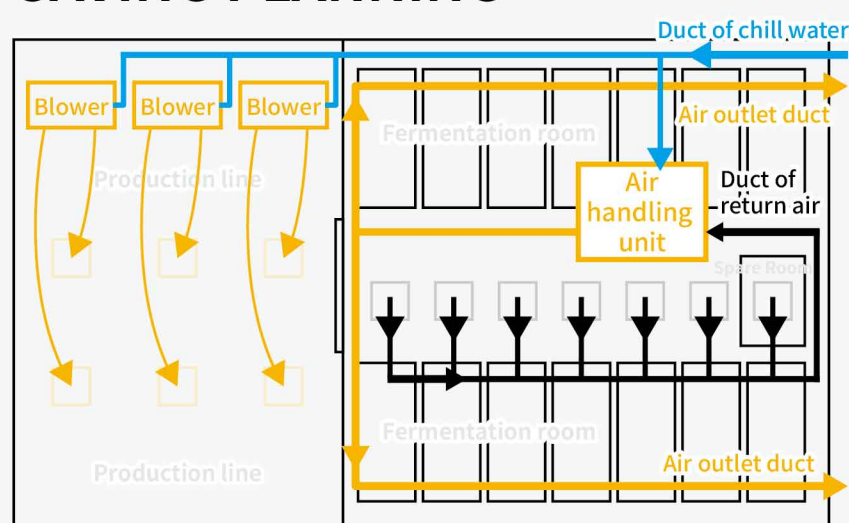 Duct of chill water
Blower
Blower
Blower
Air outlet duct
Fermentation room
Production line
Air
handling
unit
Duct of
return air
Spare Room
Fermentation room
Air outlet duct
Production line